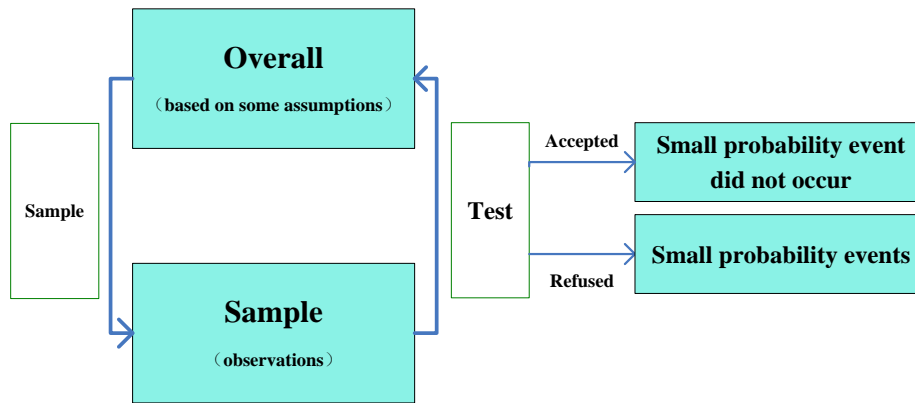 Overall
（based on some assumptions）
Sample
Test
Accepted
Small probability event
did not occur
Small probability events
Refused
Sample
（observations）